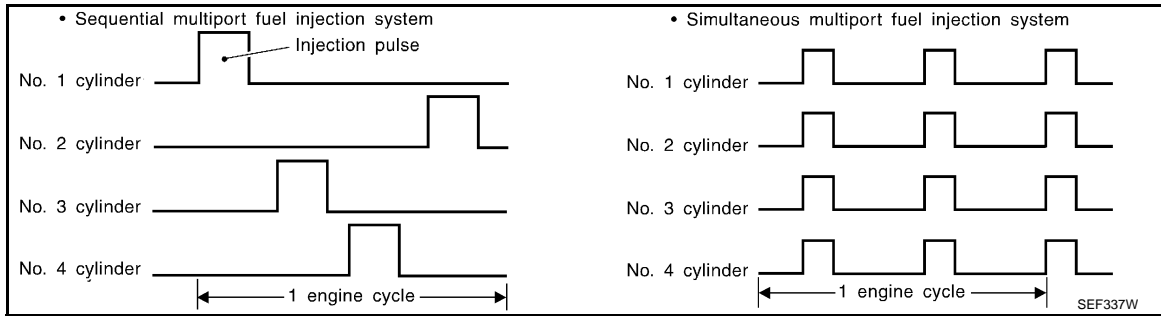 • Sequential multiport fuel injection system
Injection pulse
No. 1 cylinder
No. 2 cylinder
No. 3 cylinder
No. 4 cylinder
1 engine cycle
• Simultaneous multiport fuel injection system
No. 1 cylinder
No. 2 cylinder
No. 3 cylinder
No. 4 cylinder
1 engine cycle
SEF337W